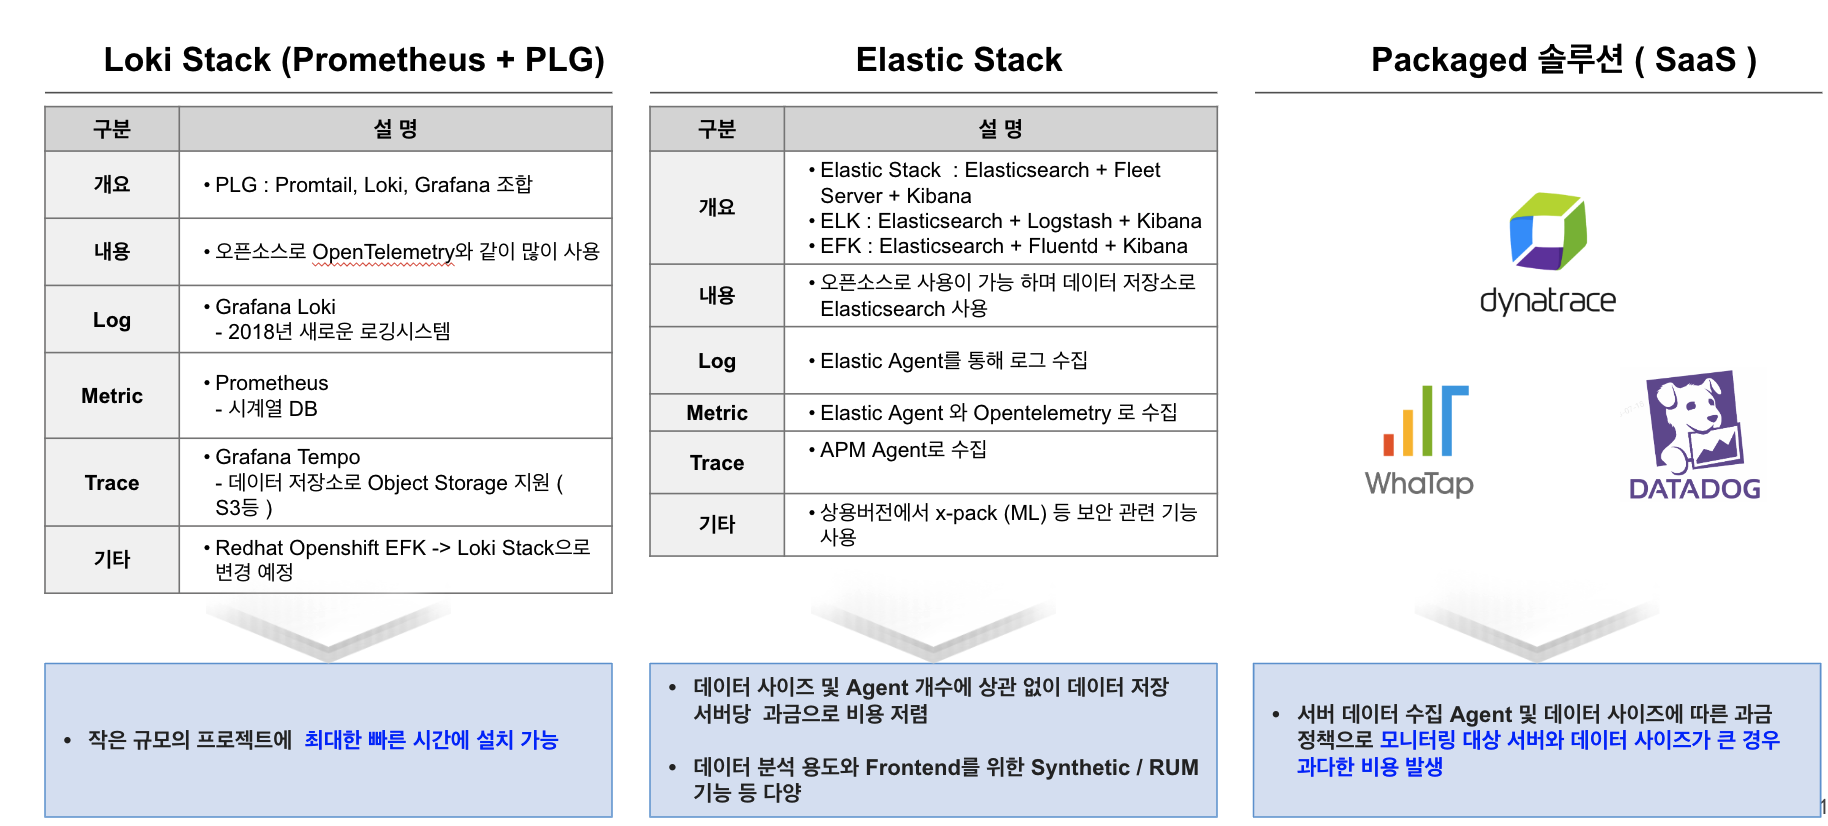 Loki Stack (Prometheus + PLG)
구분
설 명
개요
• PLG : Promtail, Loki, Grafana 조합
내용
• 오픈소스로 OpenTelemetry와 같이 많이 사용
Log
• Grafana Loki
- 2018년 새로운 로깅시스템
Metric
• Prometheus
- 시계열 DB
Trace
• Grafana Tempo
- 데이터 저장소로 Object Storage 지원 (
S3등 )
기타
• Redhat Openshift EFK -> Loki Stack으로
변경 예정
• 작은 규모의 프로젝트에 최대한 빠른 시간에 설치 가능
Elastic Stack
구분
설 명
개요
• Elastic Stack : Elasticsearch + Fleet
Server + Kibana
• ELK : Elasticsearch + Logstash + Kibana
• EFK : Elasticsearch + Fluentd + Kibana
내용
• 오픈소스로 사용이 가능 하며 데이터 저장소로
Elasticsearch 사용
Log
• Elastic Agent를 통해 로그 수집
Metric
• Elastic Agent 와 Opentelemetry 로 수집
Trace
• APM Agent로 수집
기타
• 상용버전에서 x-pack (ML) 등 보안 관련 기능
사용
• 데이터 사이즈 및 Agent 개수에 상관 없이 데이터 저장
서버당 과금으로 비용 저렴
• 데이터 분석 용도와 Frontend를 위한 Synthetic / RUM
기능 등 다양
Packaged 솔루션 ( SaaS )
dynatrace
WhaTap
DATADOG
• 서버 데이터 수집 Agent 및 데이터 사이즈에 따른 과금
정책으로 모니터링 대상 서버와 데이터 사이즈가 큰 경우
과다한 비용 발생
1